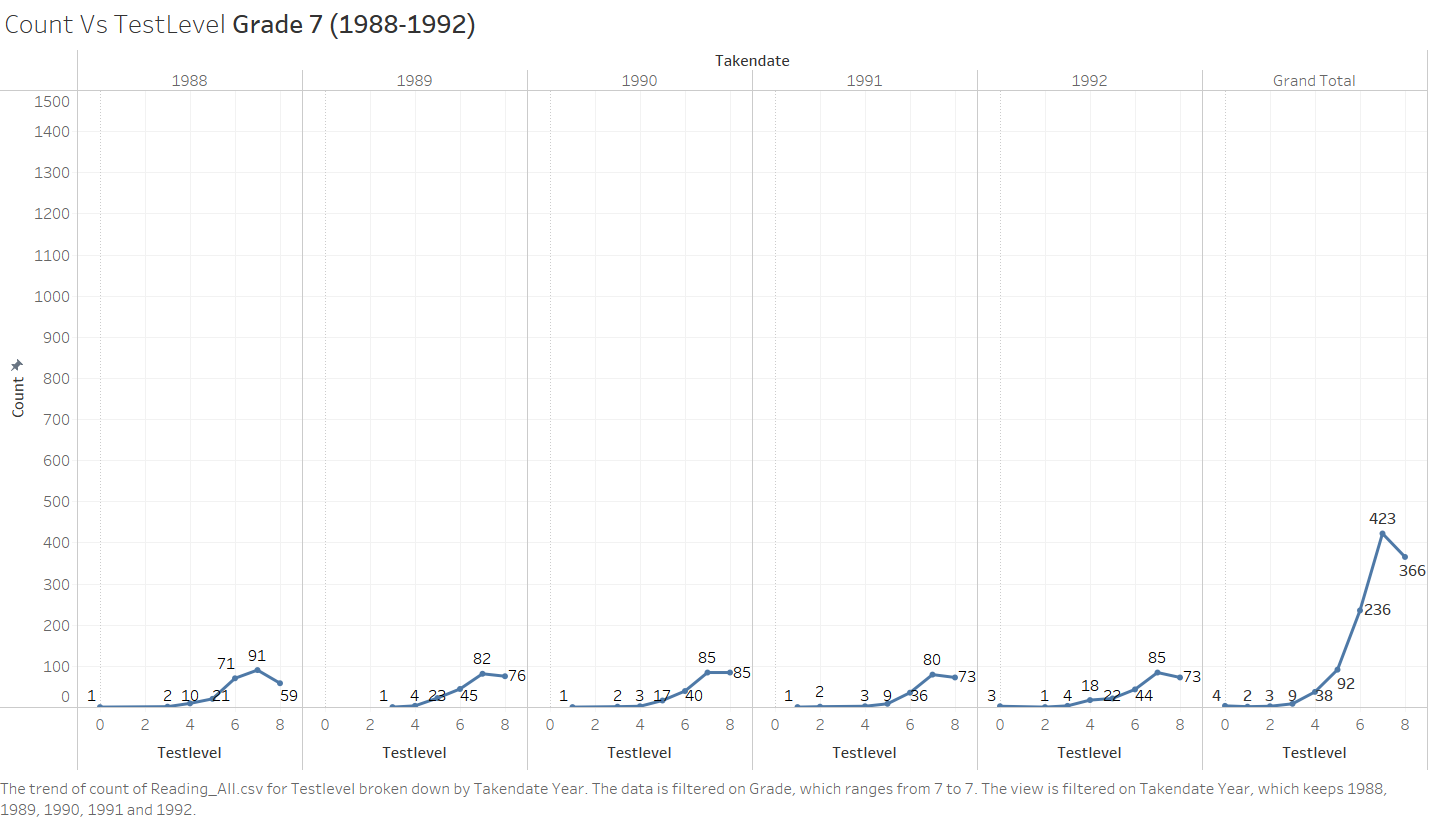 Count Vs TestLevel Grade 7 (1988-1992)
Takendate
1988 1989 1990 1991 1992 Grand Total
1500
1400
1300
1200
1100
1000
900
800
700
600
500
400
300
200
100
0
Count
1 2 10 21 71 91 59
1 4 23 45 82 76
1 2 3 17 40 85 85
1 2 3 9 36 80 73
3 1 4 18 22 44 85 73
4 2 3 9 38 92 236 423 366
0 2 4 6 8 0 2 4 6 8 0 2 4 6 8 0 2 4 6 8 0 2 4 6 8 0 2 4 6 8
Testlevel Testlevel Testlevel Testlevel Testlevel Testlevel
The trend of count of Reading_All.csv for Testlevel broken down by Takendate Year. The data is filtered on Grade, which ranges from 7 to 7. The view is filtered on Takendate Year, which keeps 1988,
1989, 1990, 1991 and 1992.